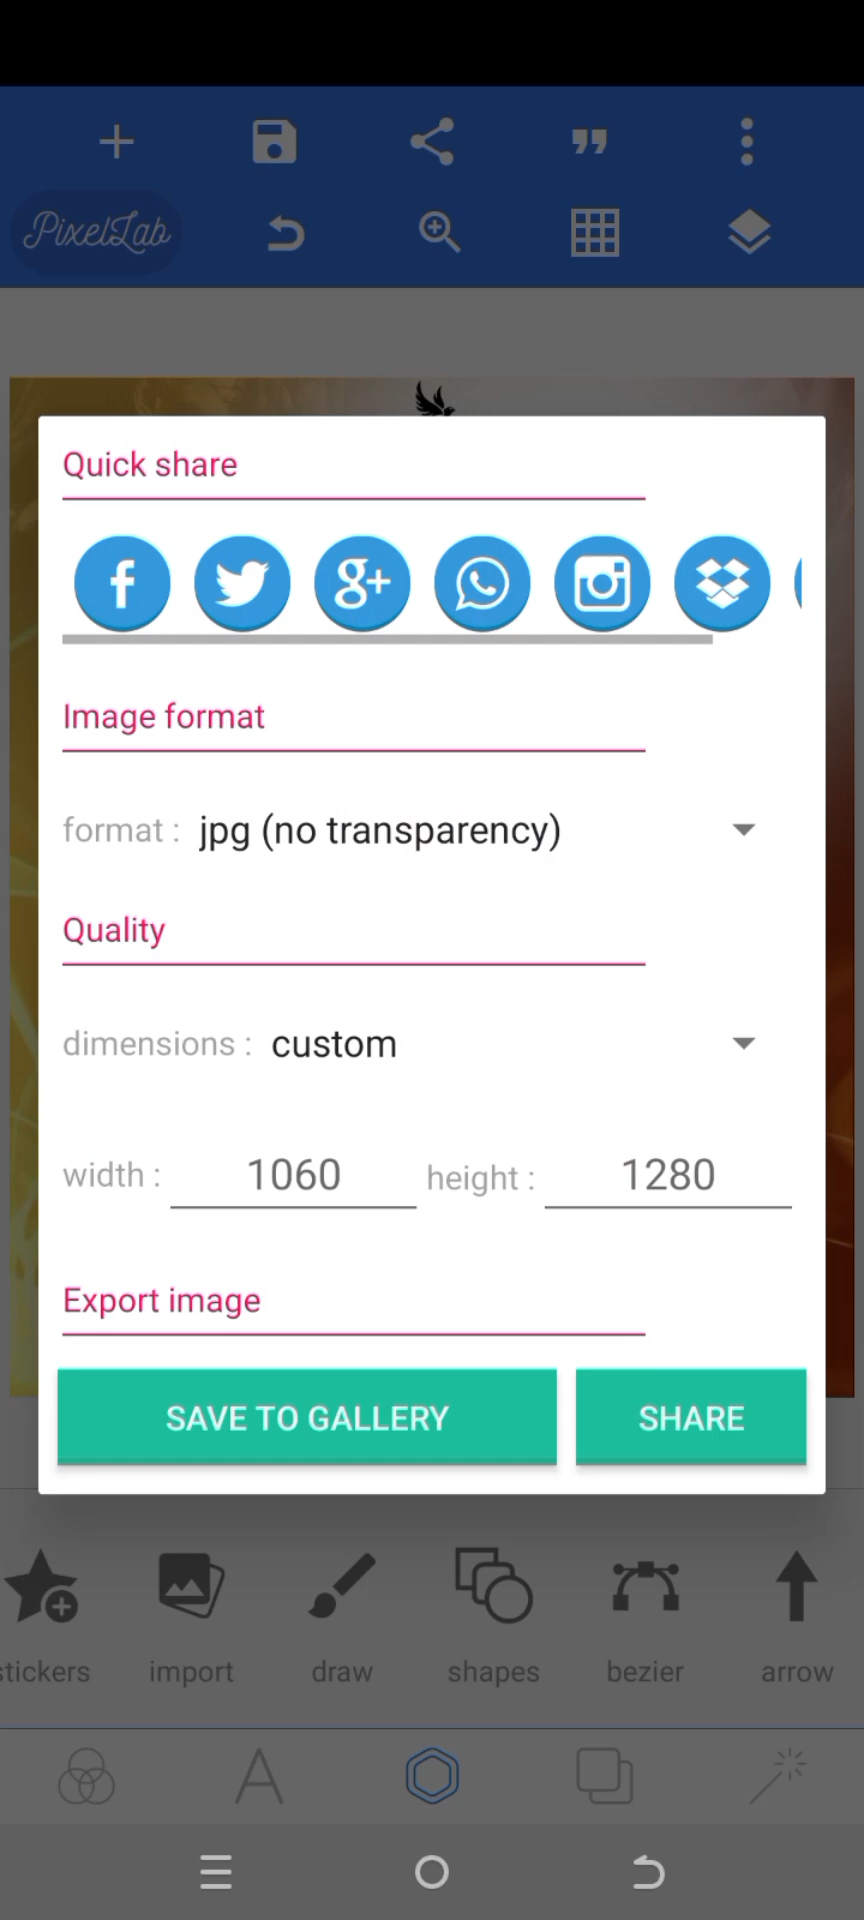 PixelLab
Quick share
Image format
format : jpg (no transparency)
Quality
dimensions : custom
width : 1060 height : 1280
Export image
SAVE TO GALLERY SHARE
stickers import draw shapes bezier arrow